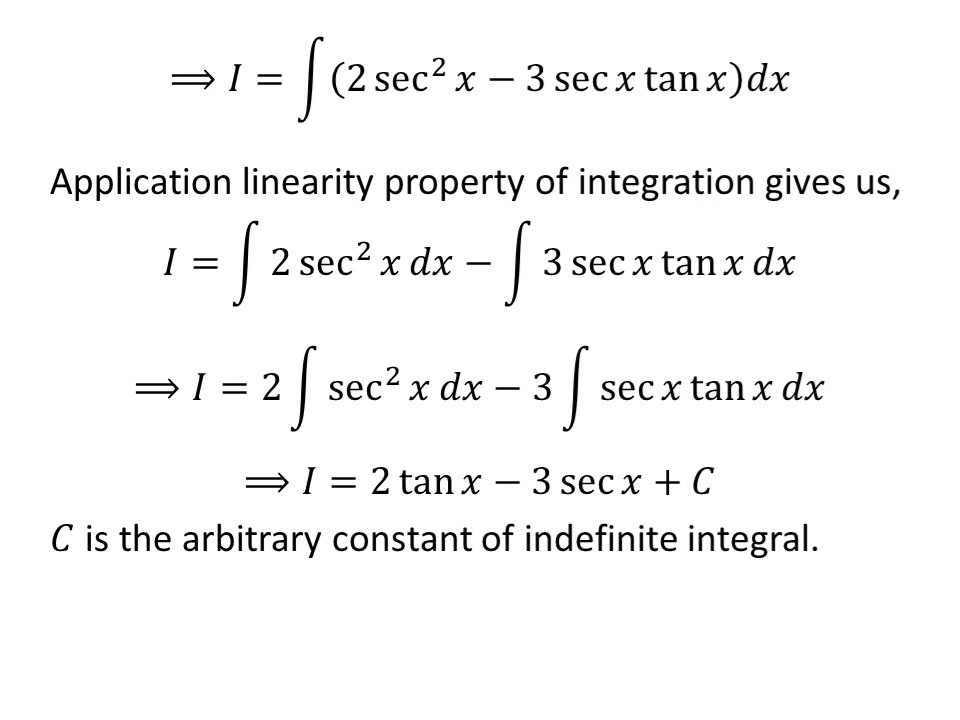 ⟹ 𝐼 = ∫(2 sec² 𝑥 − 3 sec 𝑥 tan 𝑥)𝑑𝑥
Application linearity property of integration gives us,
𝐼 = ∫ 2 sec² 𝑥 𝑑𝑥 − ∫ 3 sec 𝑥 tan 𝑥 𝑑𝑥
⟹ 𝐼 = 2 ∫ sec² 𝑥 𝑑𝑥 − 3 ∫ sec 𝑥 tan 𝑥 𝑑𝑥
⟹ 𝐼 = 2 tan 𝑥 − 3 sec 𝑥 + 𝐶
𝐶 is the arbitrary constant of indefinite integral.